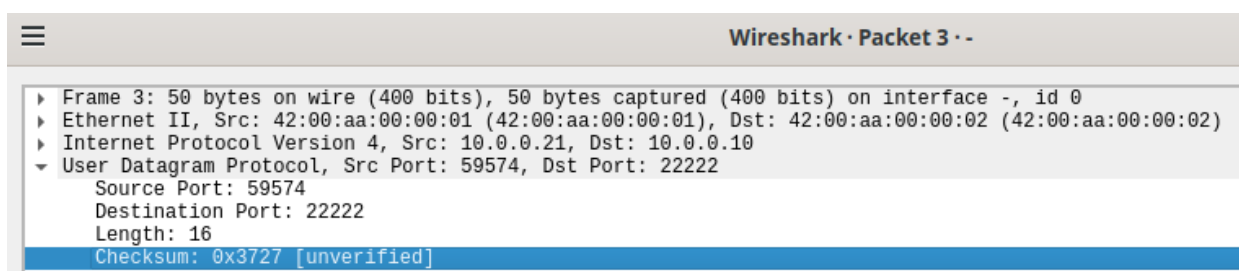 Wireshark · Packet 3 · -
Frame 3: 50 bytes on wire (400 bits), 50 bytes captured (400 bits) on interface -, id 0
Ethernet II, Src: 42:00:aa:00:00:01 (42:00:aa:00:00:01), Dst: 42:00:aa:00:00:02 (42:00:aa:00:00:02)
Internet Protocol Version 4, Src: 10.0.0.21, Dst: 10.0.0.10
User Datagram Protocol, Src Port: 59574, Dst Port: 22222
Source Port: 59574
Destination Port: 22222
Length: 16
Checksum: 0x3727 [unverified]